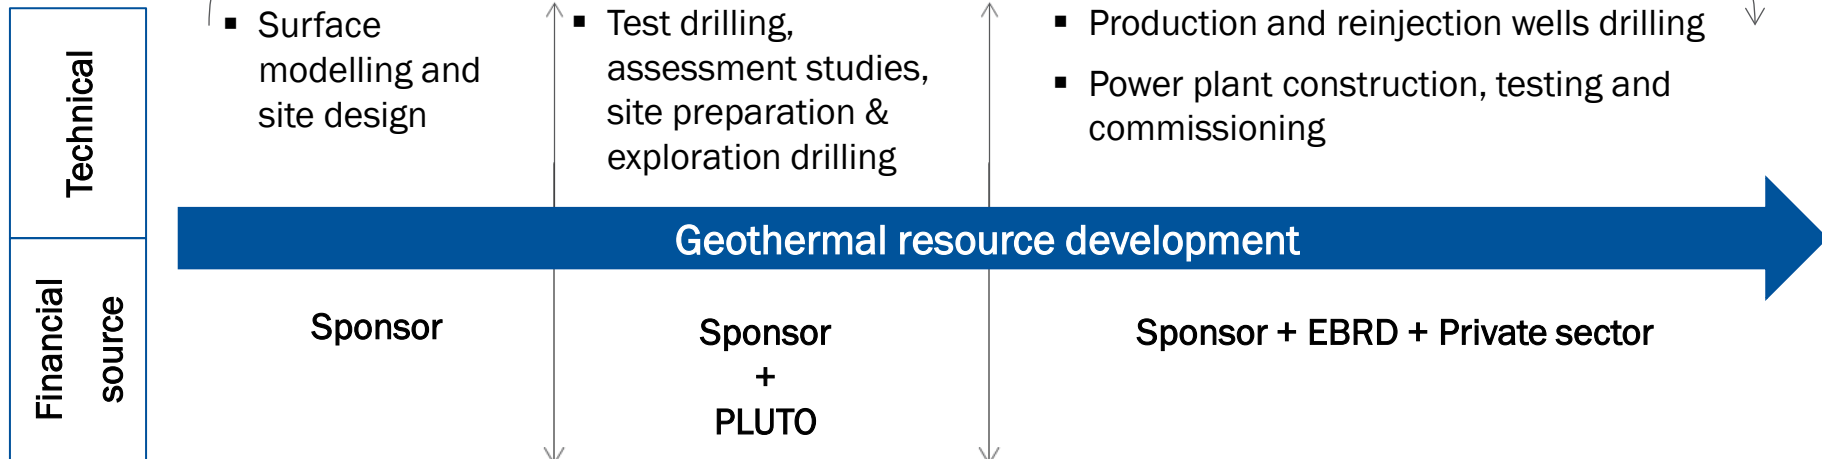 Technical
▪ Surface
modelling and
site design
▪ Test drilling,
assessment studies,
site preparation &
exploration drilling
▪ Production and reinjection wells drilling
▪ Power plant construction, testing and
commissioning
Geothermal resource development
Financial
source
Sponsor
Sponsor
+
PLUTO
Sponsor + EBRD + Private sector